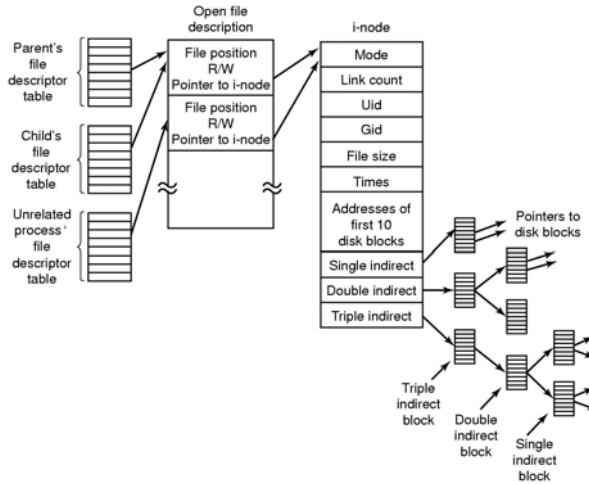 Open file
description
i-node
Parent's
file
descriptor
table
File position
R/W
Pointer to i-node
File position
R/W
Pointer to i-node
Child's
file
descriptor
table
Unrelated
process'
file
descriptor
table
Mode
Link count
Uid
Gid
File size
Times
Addresses of
first 10
disk blocks
Single indirect
Double indirect
Triple indirect
Pointers to
disk blocks
Triple
indirect
block
Double
indirect
block
Single
indirect
block